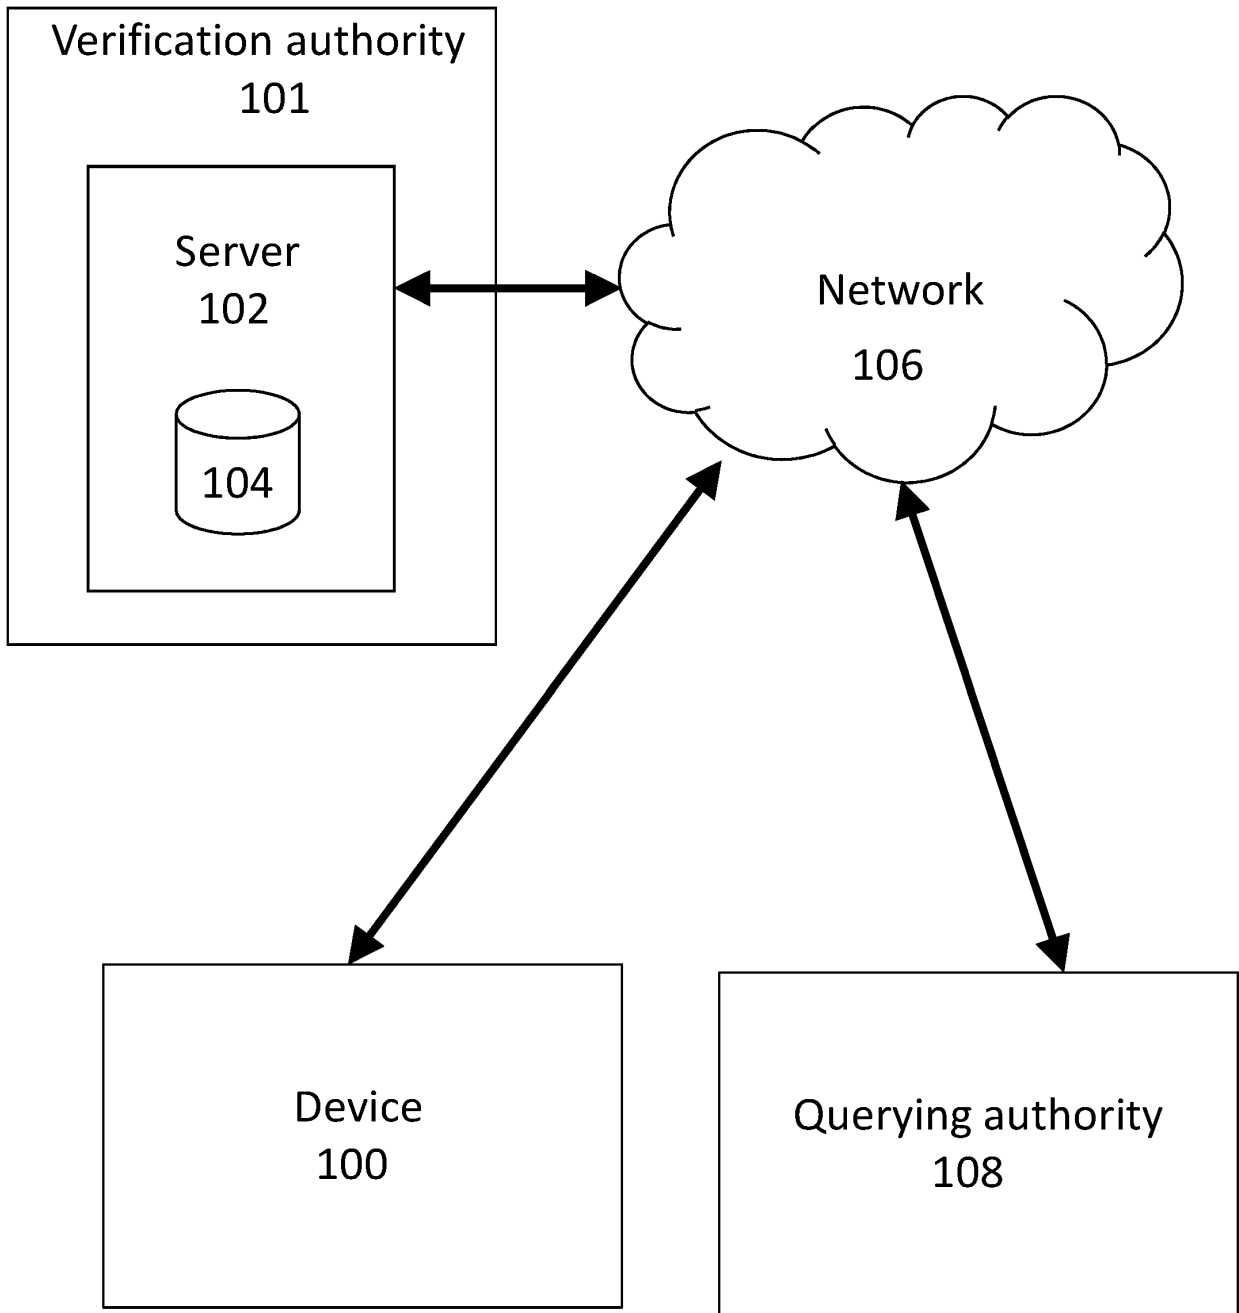 Verification authority
101
Server
102
104
Network
106
Device
100
Querying authority
108